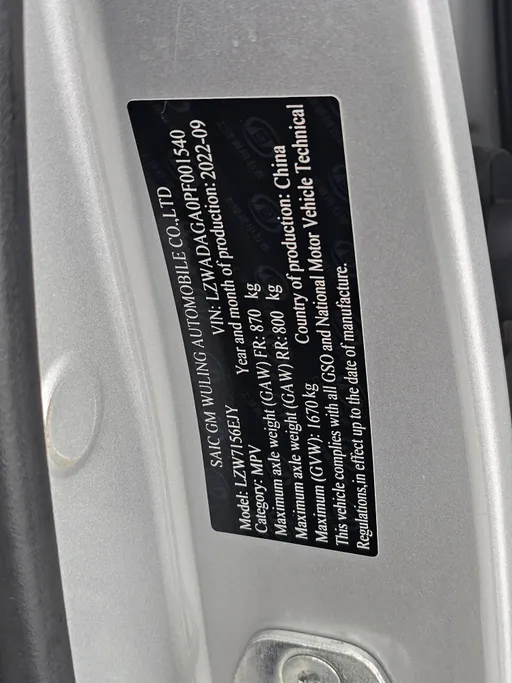 SAIC GM WULING AUTOMOBILE CO.,LTD
Model: LZW7156EJY VIN: LZWADAGA0PF001540
Category: MPV Year and month of production: 2022-09
Maximum axle weight (GAW) FR: 870 kg
Maximum axle weight (GAW) RR: 800 kg
Maximum (GVW): 1670 kg Country of production: China
This vehicle complies with all GSO and National Motor Vehicle Technical
Regulations,in effect up to the date of manufacture.